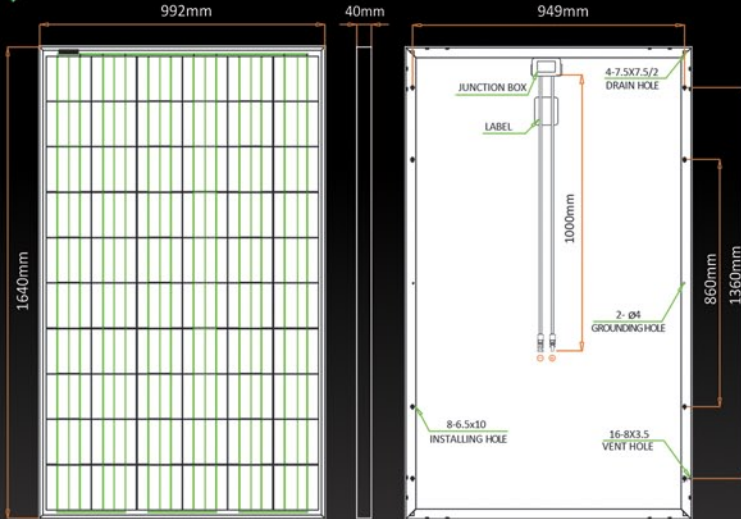 992mm
40mm
949mm
1640mm
JUNCTION BOX
LABEL
4-7.5X7.5/2
DRAIN HOLE
1000mm
860mm
1360mm
2- Ø4
GROUNDING HOLE
8-6.5x10
INSTALLING HOLE
16-8X3.5
VENT HOLE